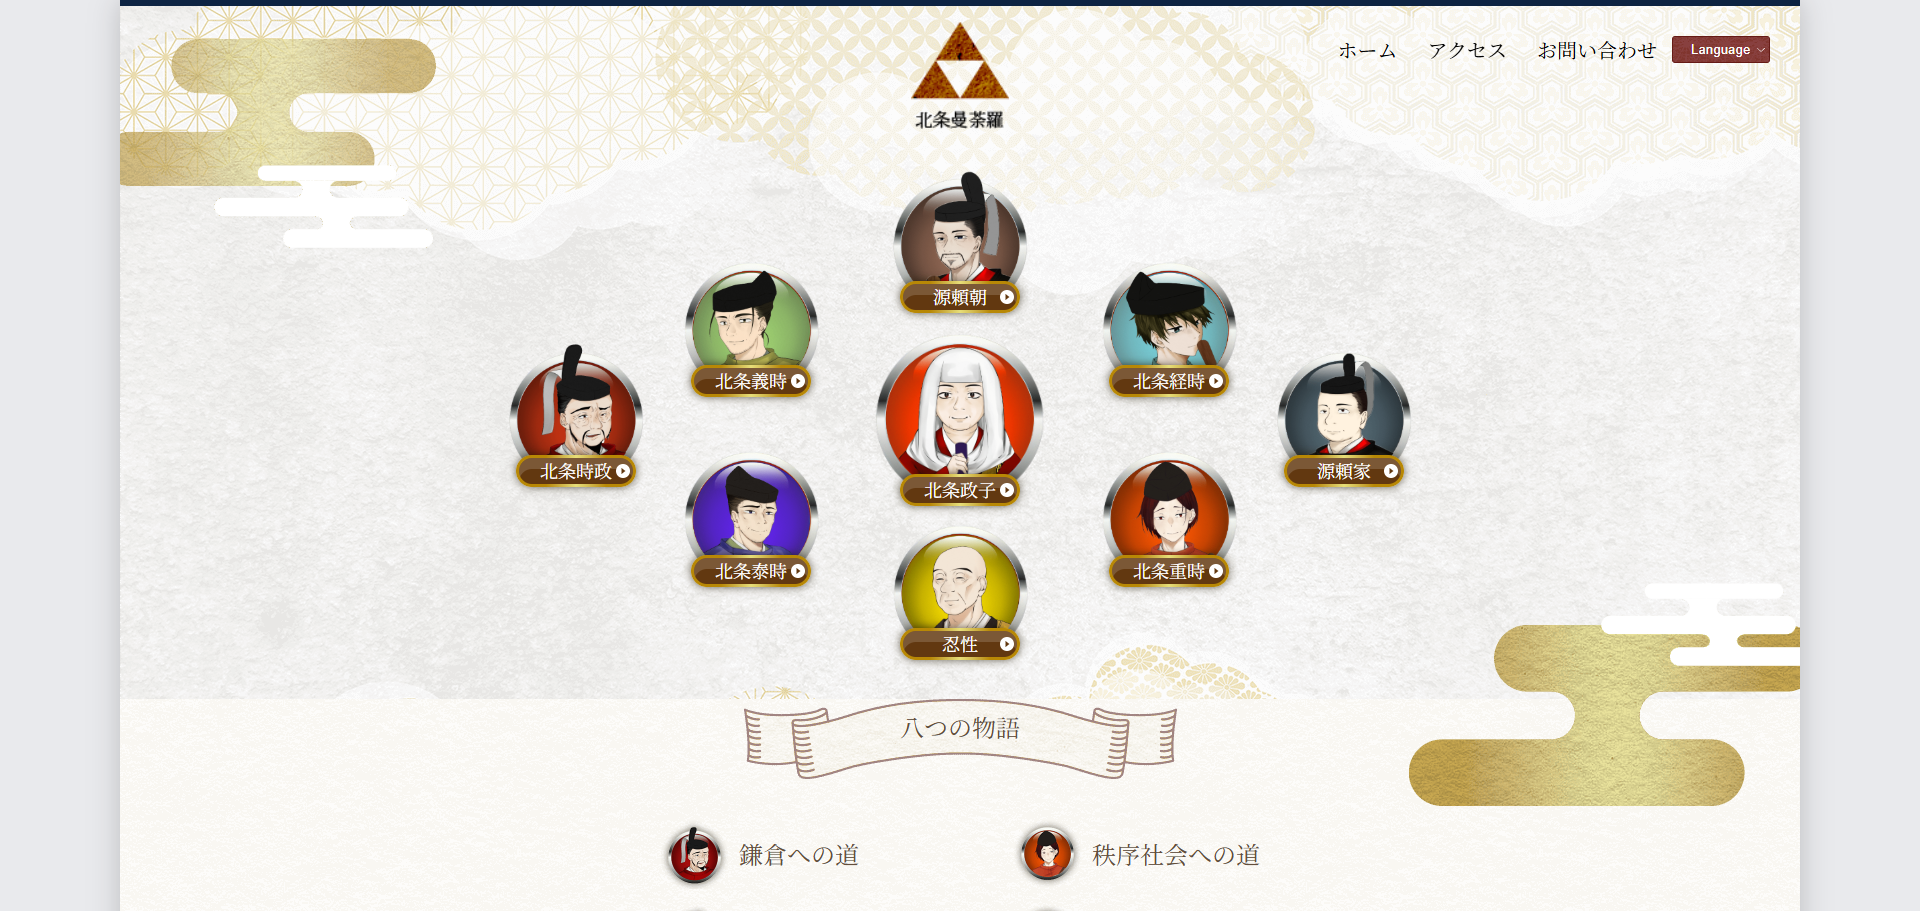 ホーム アクセス お問い合わせ Language
北条曼荼羅
源頼朝
北条義時
北条経時
北条時政
北条政子
源頼家
北条泰時
北条重時
忍性
八つの物語
鎌倉への道
秩序社会への道